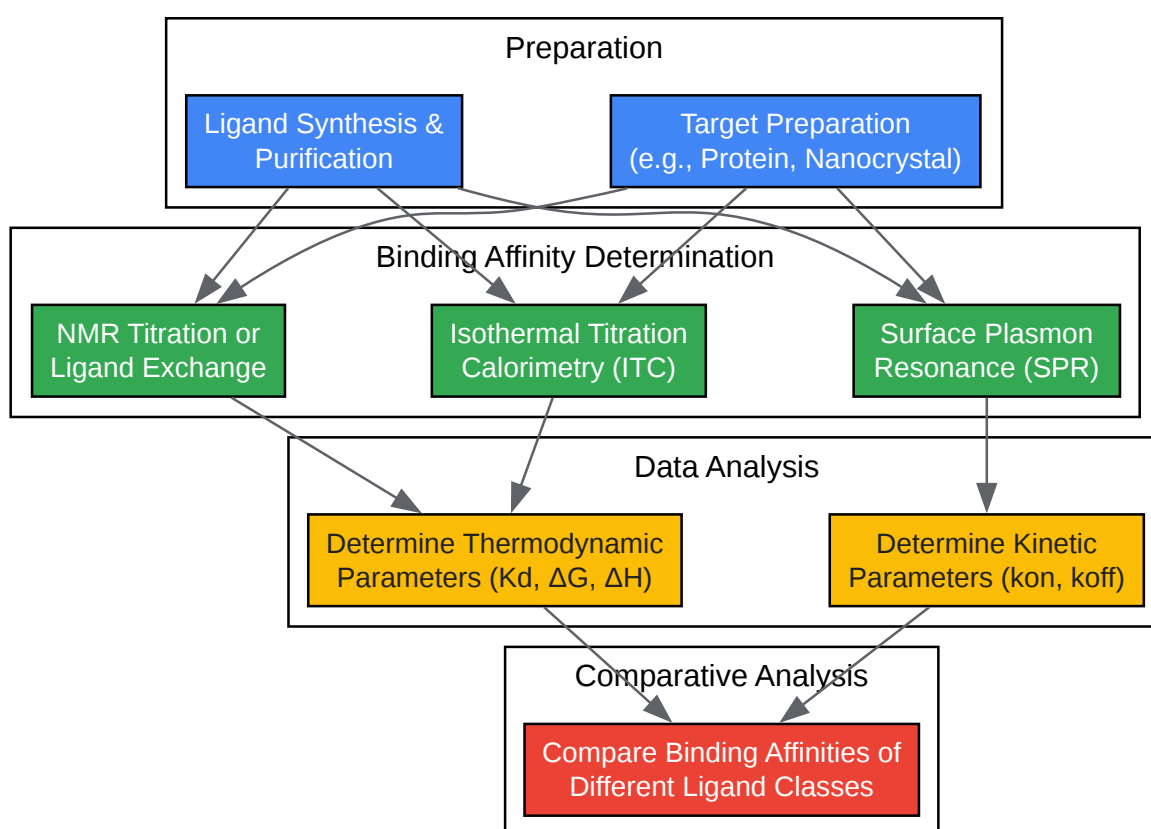 Preparation
Ligand Synthesis &
Purification
Target Preparation
(e.g., Protein, Nanocrystal)
Binding Affinity Determination
NMR Titration or
Ligand Exchange
Isothermal Titration
Calorimetry (ITC)
Surface Plasmon
Resonance (SPR)
Data Analysis
Determine Thermodynamic
Parameters (Kd, ΔG, ΔH)
Determine Kinetic
Parameters (kon, koff)
Comparative Analysis
Compare Binding Affinities of
Different Ligand Classes